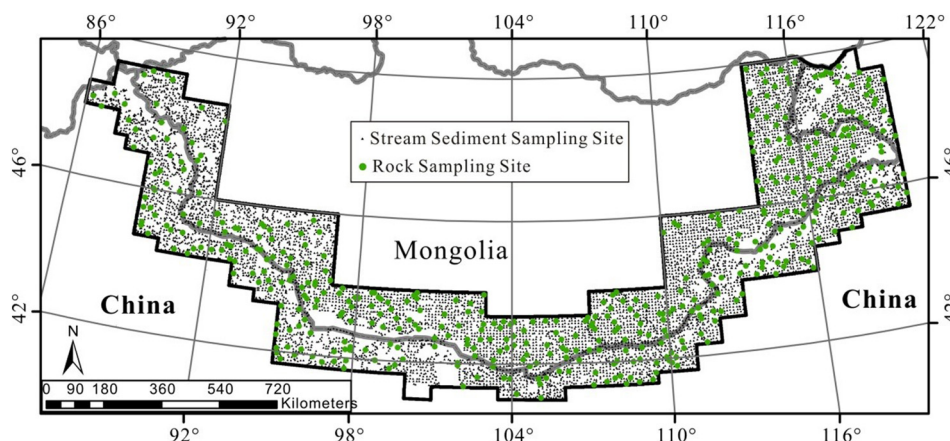 86° 92° 98° 104° 110° 116° 122°
· Stream Sediment Sampling Site
Rock Sampling Site
46° 46°
Mongolia
China China
42° 42°
N
0 90 180 360 540 720
Kilometers
92° 98° 104° 110° 116°